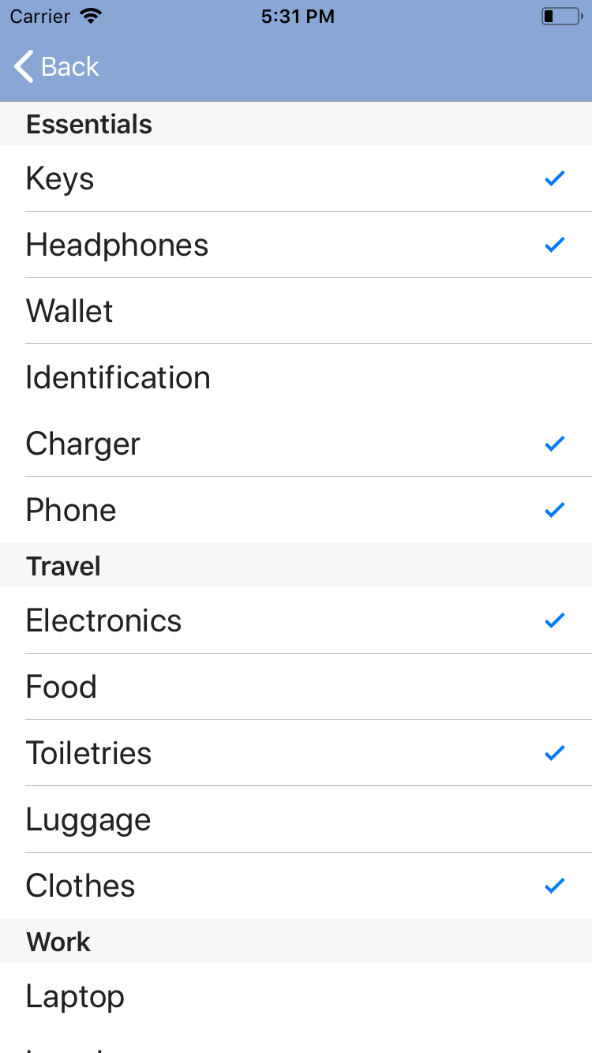 Carrier 5:31 PM
Back
Essentials
Keys
Headphones
Wallet
Identification
Charger
Phone
Travel
Electronics
Food
Toiletries
Luggage
Clothes
Work
Laptop